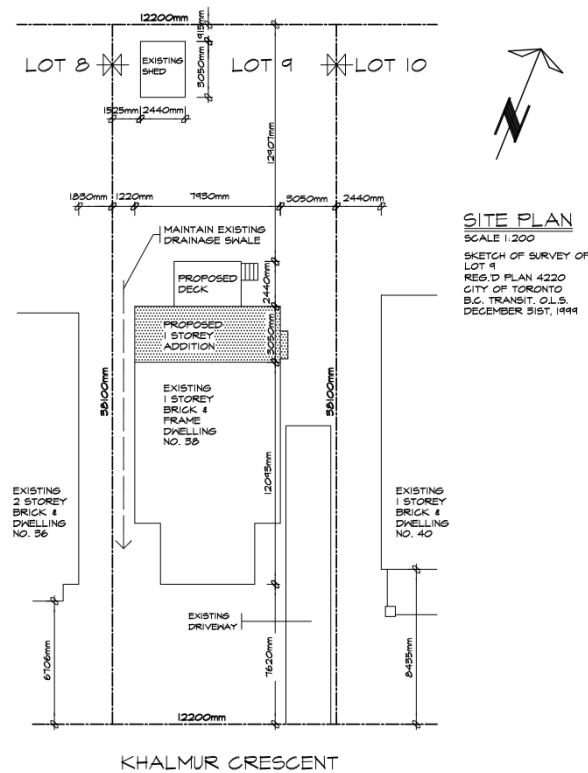 12200mm
915mm
LOT 8
EXISTING
SHED
3050mm
LOT 9
LOT 10
1525mm
2440mm
12907mm
1830mm
1220mm
7930mm
3050mm
2440mm
N
SITE PLAN
SCALE 1:200
SKETCH OF SURVEY OF
LOT 9
REG.'D PLAN 4220
CITY OF TORONTO
B.C. TRANSIT. O.L.S.
DECEMBER 31ST, 1999
MAINTAIN EXISTING
DRAINAGE SWALE
PROPOSED
DECK
2440mm
PROPOSED
1 STOREY
ADDITION
3050mm
38100mm
38100mm
EXISTING
1 STOREY
BRICK &
FRAME
DWELLING
NO. 38
12093mm
EXISTING
2 STOREY
BRICK &
DWELLING
NO. 36
EXISTING
1 STOREY
BRICK &
DWELLING
NO. 40
EXISTING
DRIVEWAY
6706mm
7620mm
8435mm
12200mm
KHALMUR CRESCENT